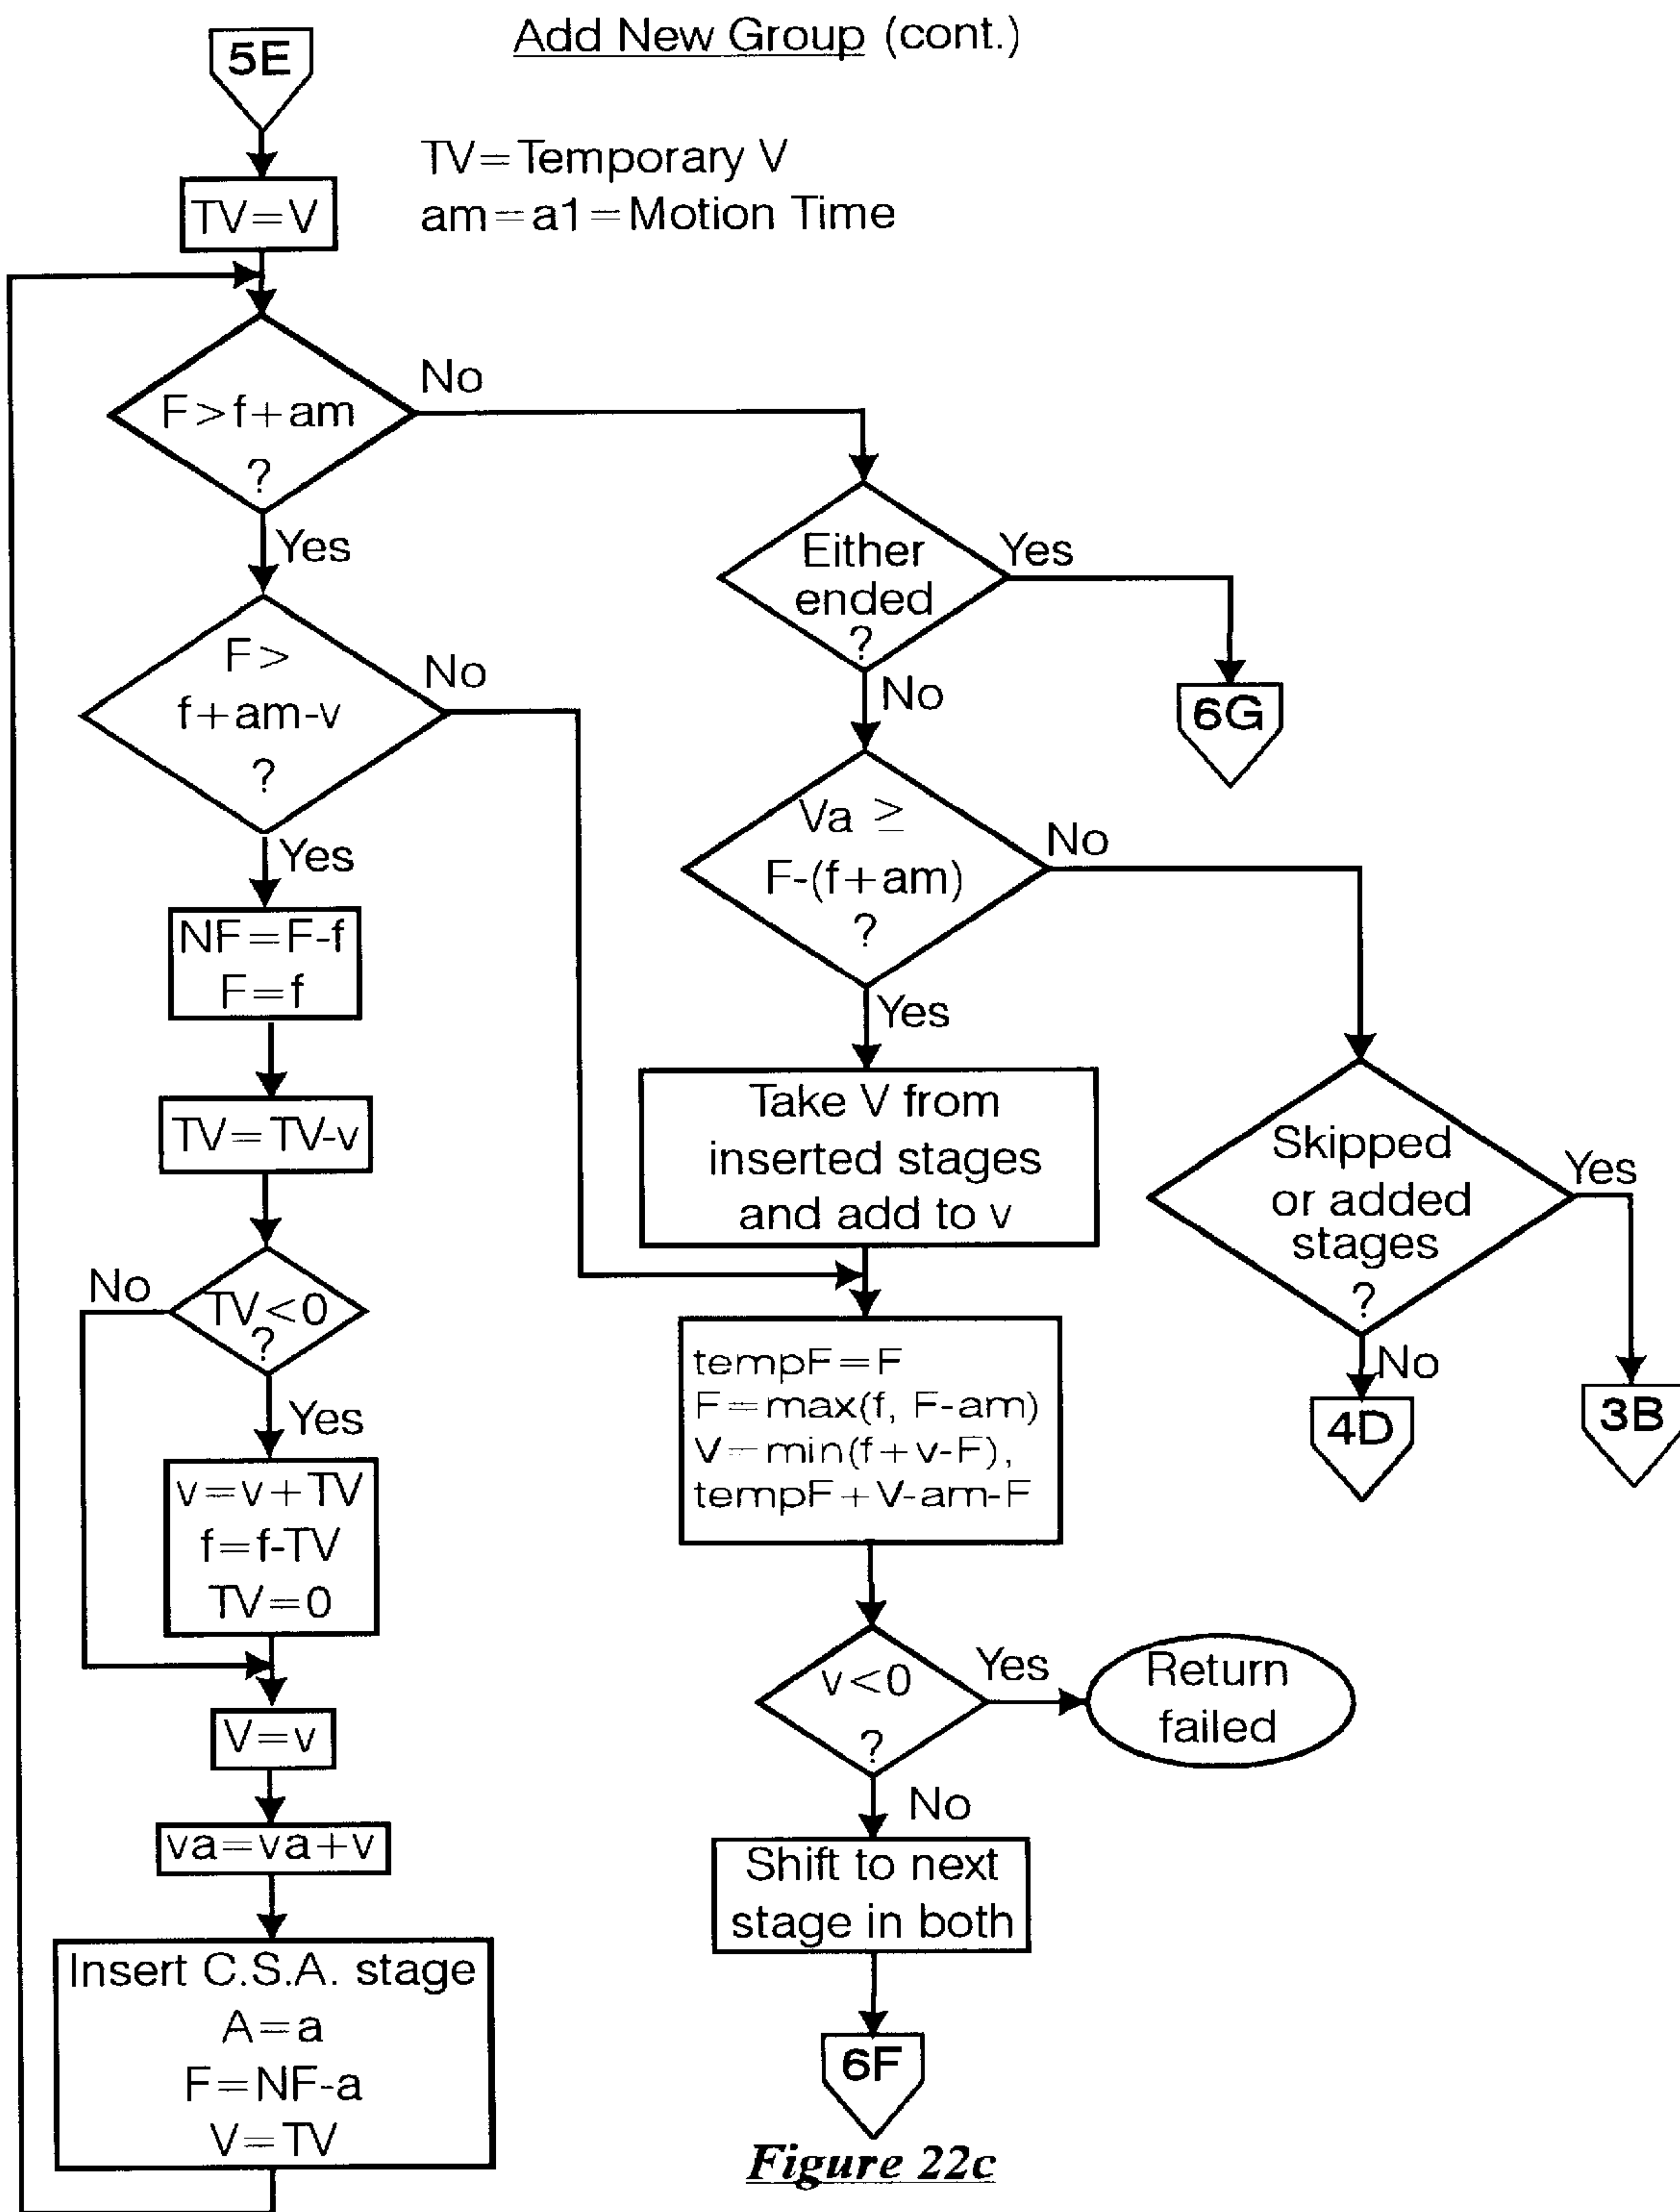 Add New Group (cont.)
5E
TV=Temporary V
am=a1=Motion Time
TV=V
F>f+am
?
No
Yes
Either
ended
?
Yes
No
6G
F>
f+am-v
?
No
Yes
Va ≥
F-(f+am)
?
No
Yes
NF=F-f
F=f
TV=TV-v
Take V from
inserted stages
and add to v
Skipped
or added
stages
?
Yes
No
4D
3B
TV<0
?
No
Yes
tempF=F
F=max(f, F-am)
V=min(f+v-F),
tempF+V-am-F
v=v+TV
f=f-TV
TV=0
v<0
?
Yes
Return
failed
No
V=v
va=va+v
Shift to next
stage in both
Insert C.S.A. stage
A=a
F=NF-a
V=TV
6F
Figure 22c